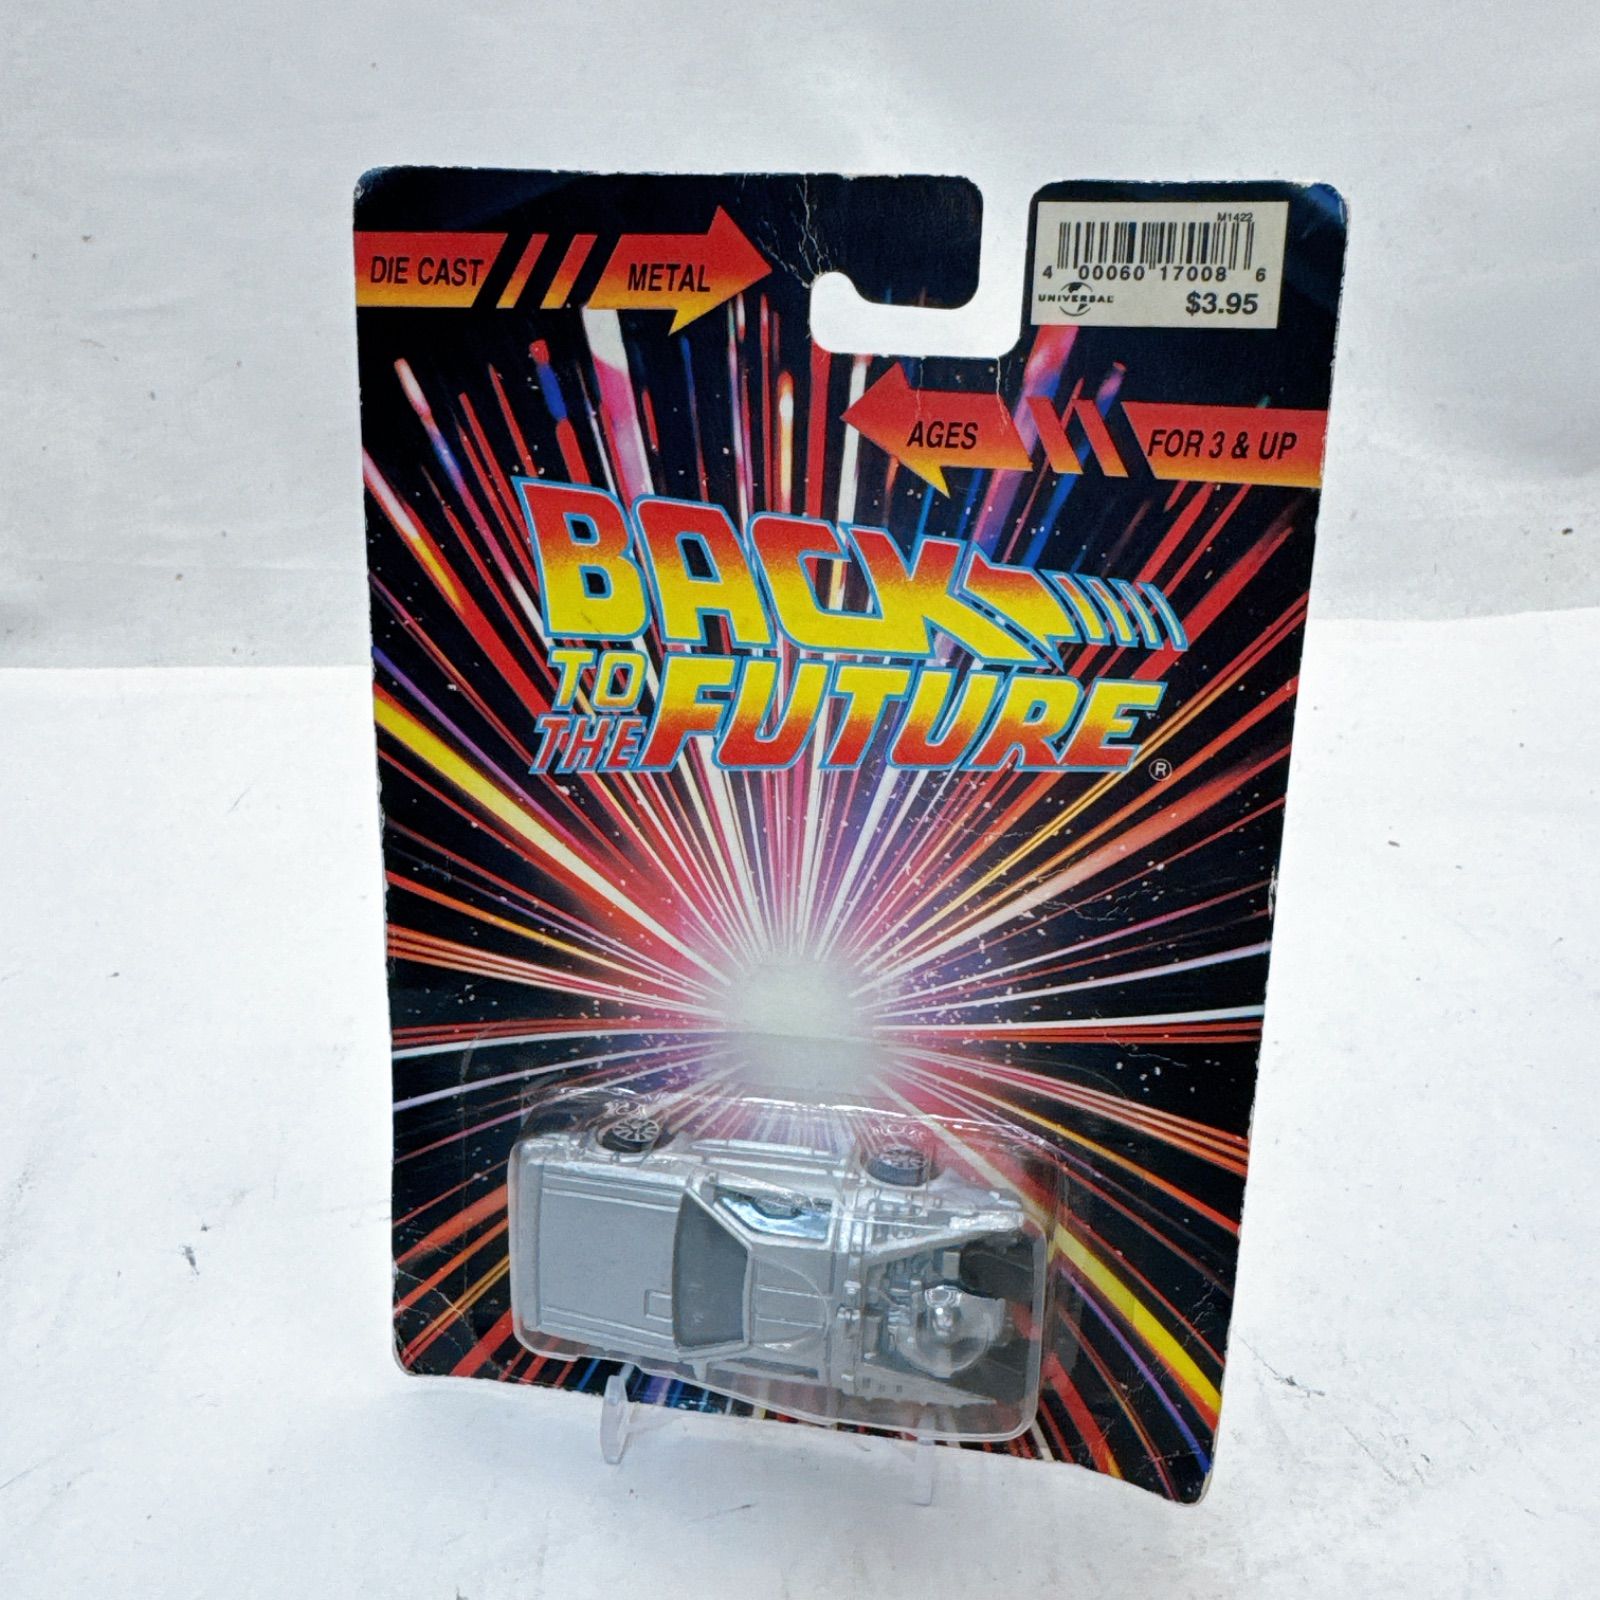 DIE CAST METAL
M1422
4 00060 17008 6
UNIVERSAL
$3.95
AGES FOR 3 & UP
BACK
TO
THE FUTURE ®